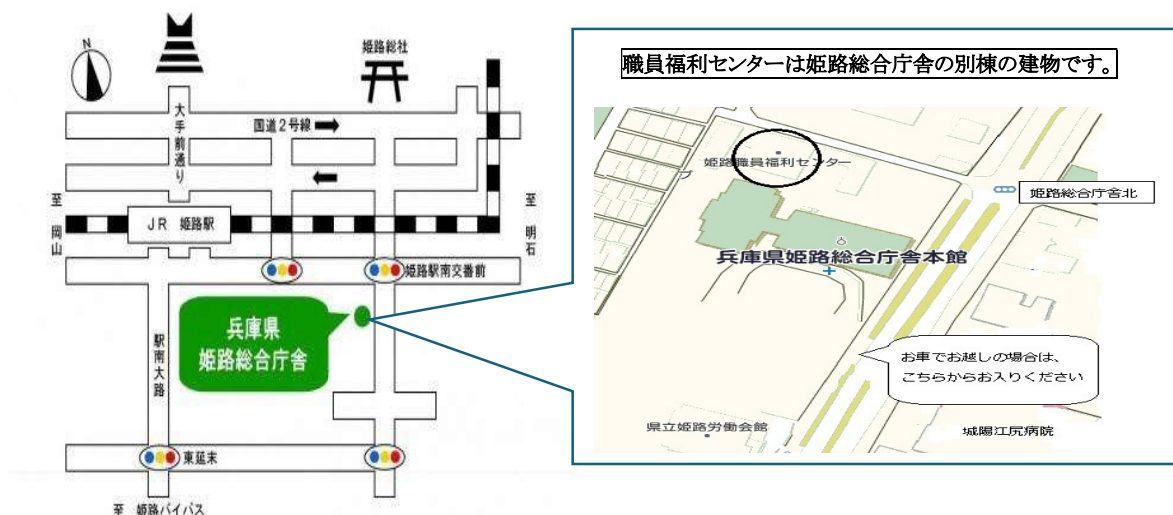 N
姫路総社
大手前通り
国道2号線
至 岡山
JR 姫路駅
至 明石
姫路駅南交番前
兵庫県
姫路総合庁舎
駅南大路
東延末
至 姫路バイパス
職員福利センターは姫路総合庁舎の別棟の建物です。
姫路職員福利センター
姫路総合庁舎北
兵庫県姫路総合庁舎本館
お車でお越しの場合は、
こちらからお入りください
県立姫路労働会館
城陽江尻病院